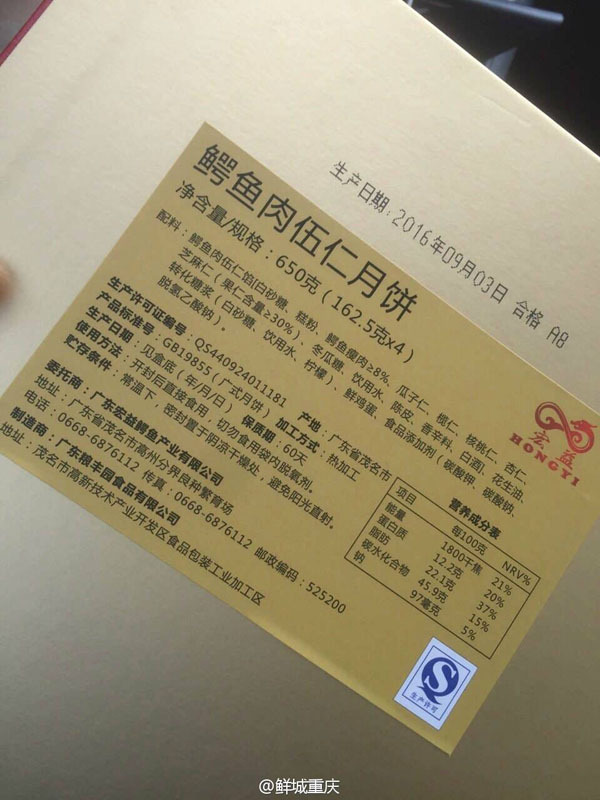 生产日期:2016年09月03日 合格 A8
鳄鱼肉伍仁月饼
净含量/规格:650克(162.5克x4)
配料:鳄鱼肉伍仁馅(白砂糖、糕粉、鳄鱼瘦肉≥8%、瓜子仁、榄仁、核桃仁、杏仁、
芝麻仁(果仁含量≥30%)、冬瓜糖、饮用水、陈皮、香辛料、白酒)、花生油、
转化糖浆(白砂糖、饮用水、柠檬)、鲜鸡蛋、食品添加剂(碳酸钾、碳酸钠、
脱氢乙酸钠)。
生产许可证编号:QS440924011181 产地:广东省茂名市
产品标准号:GB19855(广式月饼) 加工方式:热加工
生产日期:见盒底(年/月/日) 保质期:60天
使用方法:开封后直接食用,切勿食用袋内脱氧剂。
贮存条件:常温下,密封置于阴凉干燥处,避免阳光直射。
委托商:广东宏益鳄鱼产业有限公司
地址:广东省茂名市高州分界良种繁育场
电话:0668-6876112 传真:0668-6876112 邮政编码:525200
制造商:广东粮丰园食品有限公司
地址:茂名市高新技术产业开发区食品包装工业加工区
宏益
HONGYI
营养成分表
项目 每100克 NRV%
能量 1800千焦 21%
蛋白质 12.2克 20%
脂肪 22.1克 37%
碳水化合物 45.9克 15%
钠 97毫克 5%
生产许可
@鲜城重庆